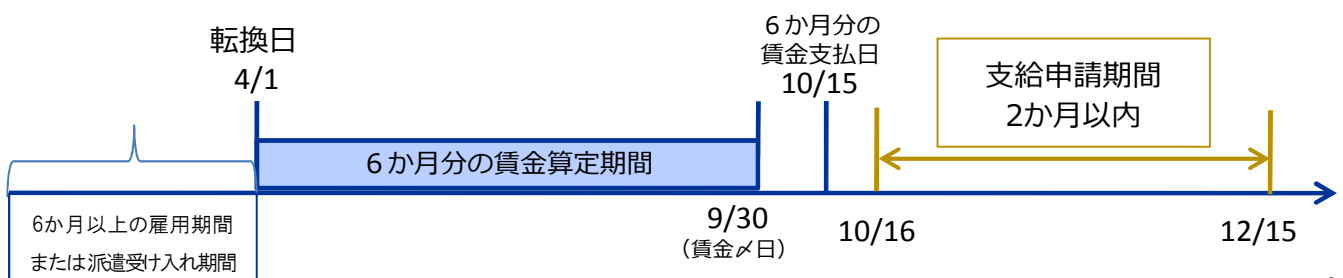 転換日
4/1
６か月分の
賃金支払日
10/15
支給申請期間
2か月以内
６か月分の賃金算定期間
6か月以上の雇用期間
または派遣受け入れ期間
9/30
（賃金〆日）
10/16
12/15